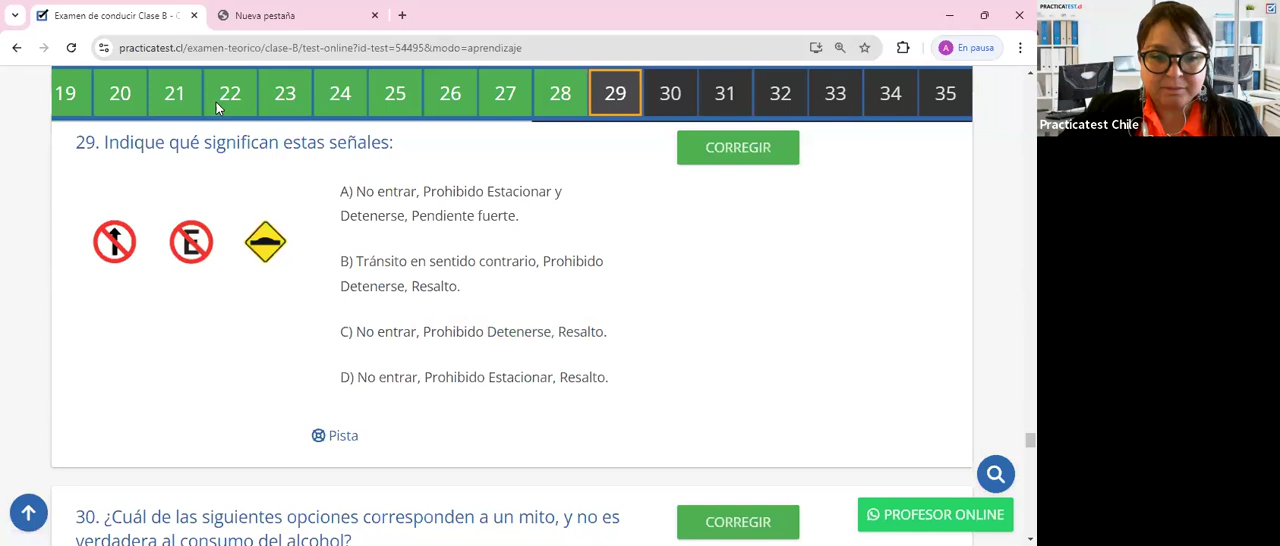 Examen de conducir Clase B - C
Nueva pestaña
practicatest.cl/examen-teorico/clase-B/test-online?id-test=54495&modo=aprendizaje
A
En pausa
19 20 21 22 23 24 25 26 27 28 29 30 31 32 33 34 35
29. Indique qué significan estas señales:
CORREGIR
E
A) No entrar, Prohibido Estacionar y
Detenerse, Pendiente fuerte.
B) Tránsito en sentido contrario, Prohibido
Detenerse, Resalto.
C) No entrar, Prohibido Detenerse, Resalto.
D) No entrar, Prohibido Estacionar, Resalto.
Pista
30. ¿Cuál de las siguientes opciones corresponden a un mito, y no es
verdadera al consumo del alcohol?
CORREGIR
PROFESOR ONLINE
PRACTICATEST.CL
Practicatest Chile